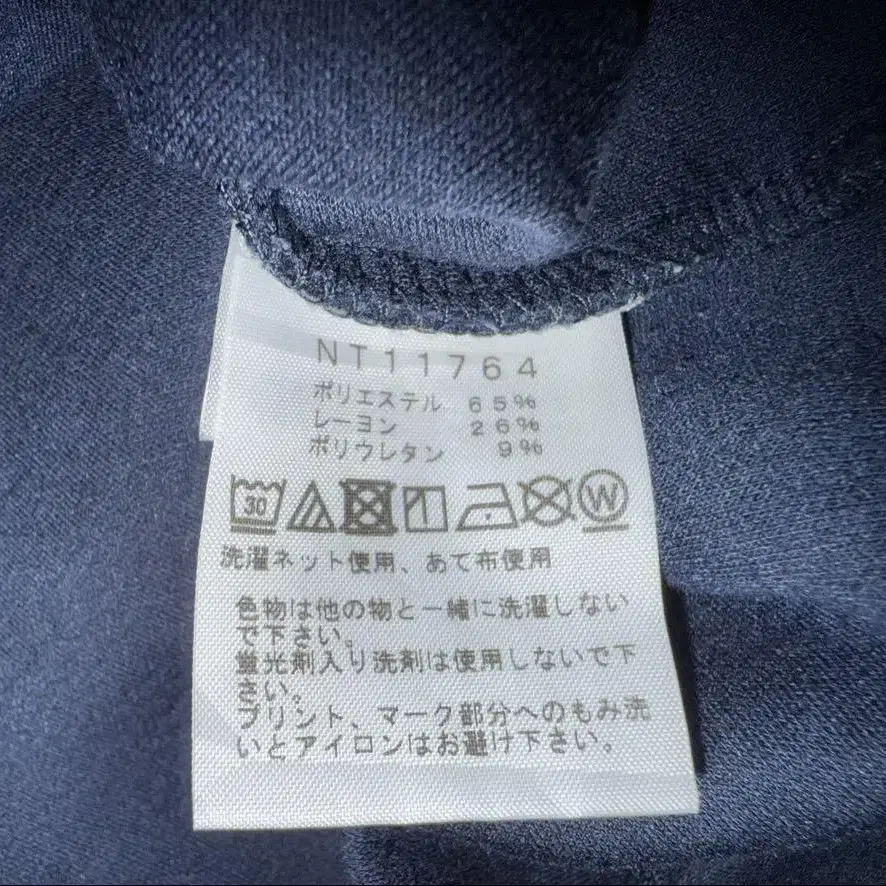 NT11764
ポリエステル 65%
レーヨン 26%
ポリウレタン 9%
30 W
洗濯ネット使用、あて布使用
色物は他の物と一緒に洗濯しない
で下さい。
蛍光剤入り洗剤は使用しないで下
さい。
プリント、マーク部分へのもみ洗
いとアイロンはお避け下さい。